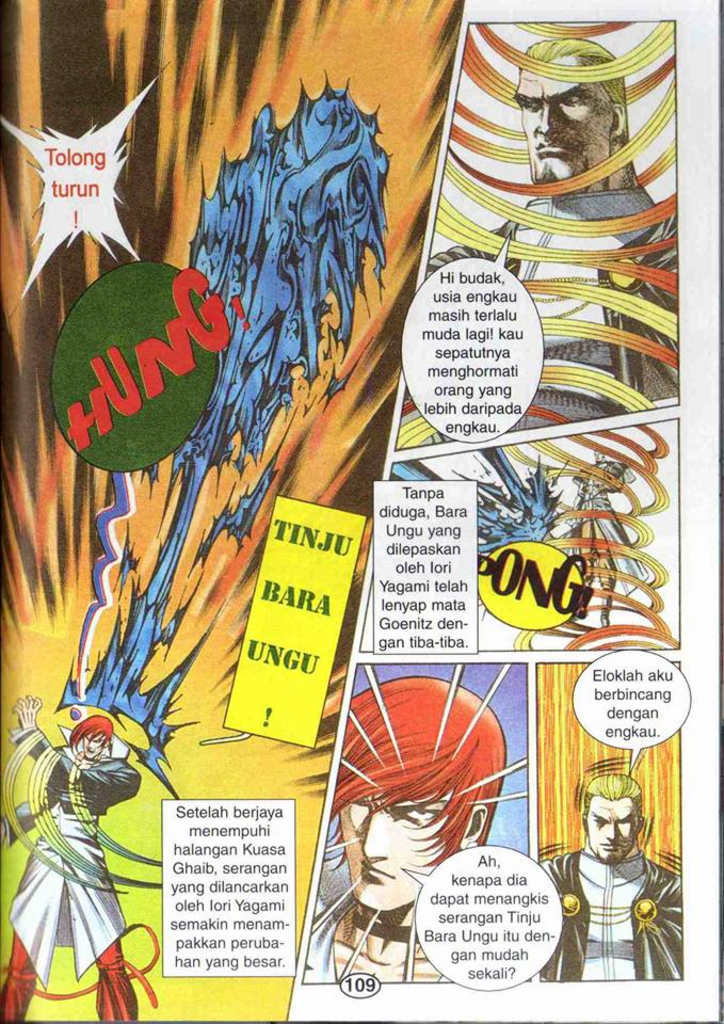 Tolong
turun
!
HUNG!
TINJU
BARA
UNGU
!
Setelah berjaya
menempuhi
halangan Kuasa
Ghaib, serangan
yang dilancarkan
oleh Iori Yagami
semakin menam-
pakkan peruba-
han yang besar.
Hi budak,
usia engkau
masih terlalu
muda lagi! kau
sepatutnya
menghormati
orang yang
lebih daripada
engkau.
Tanpa
diduga, Bara
Ungu yang
dilepaskan
oleh Iori
Yagami telah
lenyap mata
Goenitz den-
gan tiba-tiba.
PONG!
Ah,
kenapa dia
dapat menangkis
serangan Tinju
Bara Ungu itu den-
gan mudah
sekali?
Eloklah aku
berbincang
dengan
engkau.
109